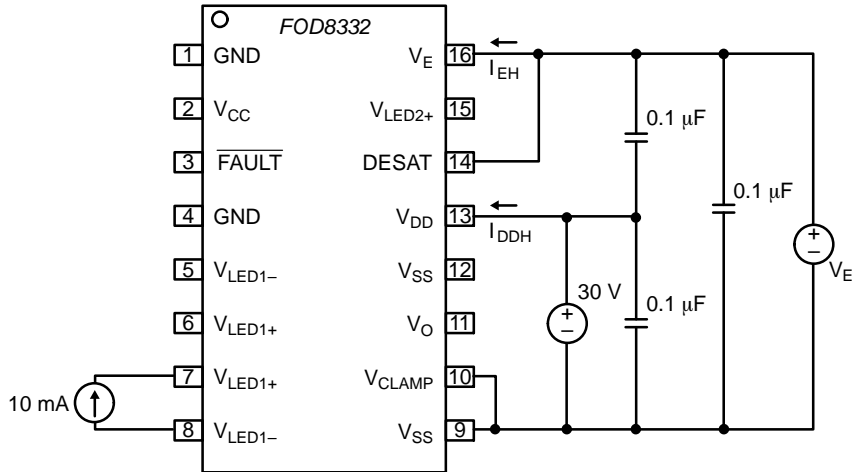 FOD8332
1 GND
2 VCC
3 FAULT
4 GND
5 VLED1−
6 VLED1+
7 VLED1+
8 VLED1−
10 mA
VE 16
VLED2+ 15
DESAT 14
VDD 13
VSS 12
VO 11
VCLAMP 10
VSS 9
IEH
IDDH
30 V
+
−
0.1 μF
0.1 μF
0.1 μF
+
−
VE